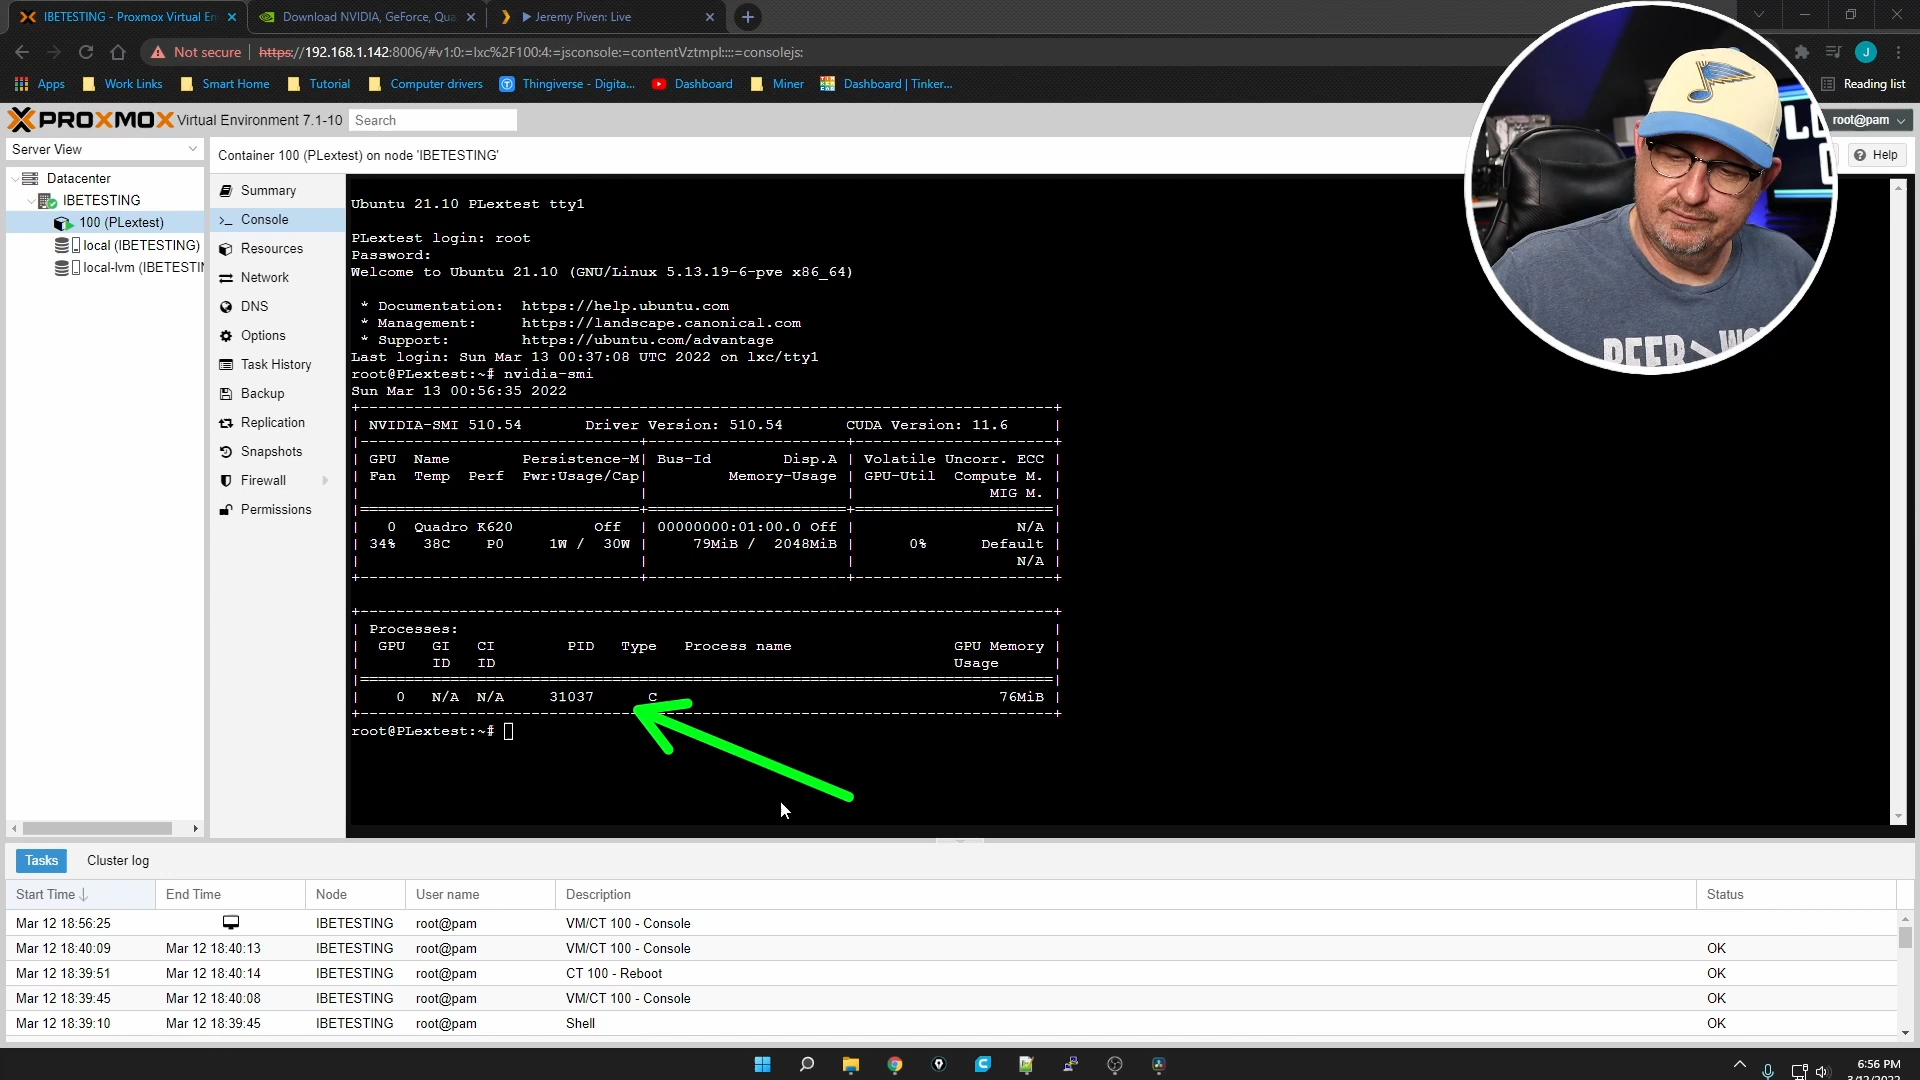 IBETESTING - Proxmox Virtual En
Download NVIDIA, GeForce, Qua
▶ Jeremy Piven: Live
Not secure
https://192.168.1.142:8006/#v1:0:=lxc%2F100:4:=jsconsole:=contentVztmpl::::=consolejs:
J
Apps
Work Links
Smart Home
Tutorial
Computer drivers
Thingiverse - Digita...
Dashboard
Miner
Dashboard | Tinker...
Reading list
PROXMOX Virtual Environment 7.1-10
Search
root@pam
Server View
Container 100 (PLextest) on node 'IBETESTING'
Help
Datacenter
IBETESTING
100 (PLextest)
local (IBETESTING)
local-lvm (IBETESTIN
Summary
Console
Resources
Network
DNS
Options
Task History
Backup
Replication
Snapshots
Firewall
Permissions
Ubuntu 21.10 PLextest tty1
PLextest login: root
Password:
Welcome to Ubuntu 21.10 (GNU/Linux 5.13.19-6-pve x86_64)
* Documentation:  https://help.ubuntu.com
* Management:     https://landscape.canonical.com
* Support:        https://ubuntu.com/advantage
Last login: Sun Mar 13 00:37:08 UTC 2022 on lxc/tty1
root@PLextest:~# nvidia-smi
Sun Mar 13 00:56:35 2022
NVIDIA-SMI 510.54       Driver Version: 510.54       CUDA Version: 11.6
GPU  Name        Persistence-M| Bus-Id        Disp.A | Volatile Uncorr. ECC
Fan  Temp  Perf  Pwr:Usage/Cap|         Memory-Usage | GPU-Util  Compute M.
MIG M.
0  Quadro K620         Off  | 00000000:01:00.0 Off |                  N/A
34%   38C    P0     1W /  30W |     79MiB /  2048MiB |      0%      Default
N/A
Processes:
GPU   GI   CI        PID   Type   Process name                  GPU Memory
ID   ID                                                   Usage
0   N/A  N/A     31037      C                                      76MiB
root@PLextest:~#
Tasks
Cluster log
Start Time
End Time
Node
User name
Description
Status
Mar 12 18:56:25 IBETESTING root@pam VM/CT 100 - Console
Mar 12 18:40:09 Mar 12 18:40:13 IBETESTING root@pam VM/CT 100 - Console OK
Mar 12 18:39:51 Mar 12 18:40:14 IBETESTING root@pam CT 100 - Reboot OK
Mar 12 18:39:45 Mar 12 18:40:08 IBETESTING root@pam VM/CT 100 - Console OK
Mar 12 18:39:10 Mar 12 18:39:45 IBETESTING root@pam Shell OK
6:56 PM
3/12/2022